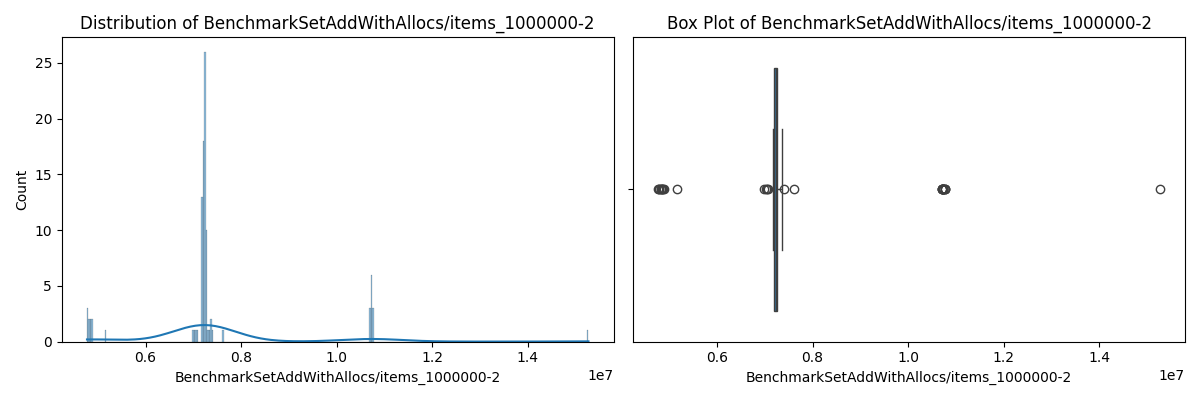 Distribution of BenchmarkSetAddWithAllocs/items_1000000-2
Count
25
20
15
10
5
0
0.6 0.8 1.0 1.2 1.4
1e7
BenchmarkSetAddWithAllocs/items_1000000-2
Box Plot of BenchmarkSetAddWithAllocs/items_1000000-2
0.6 0.8 1.0 1.2 1.4
1e7
BenchmarkSetAddWithAllocs/items_1000000-2